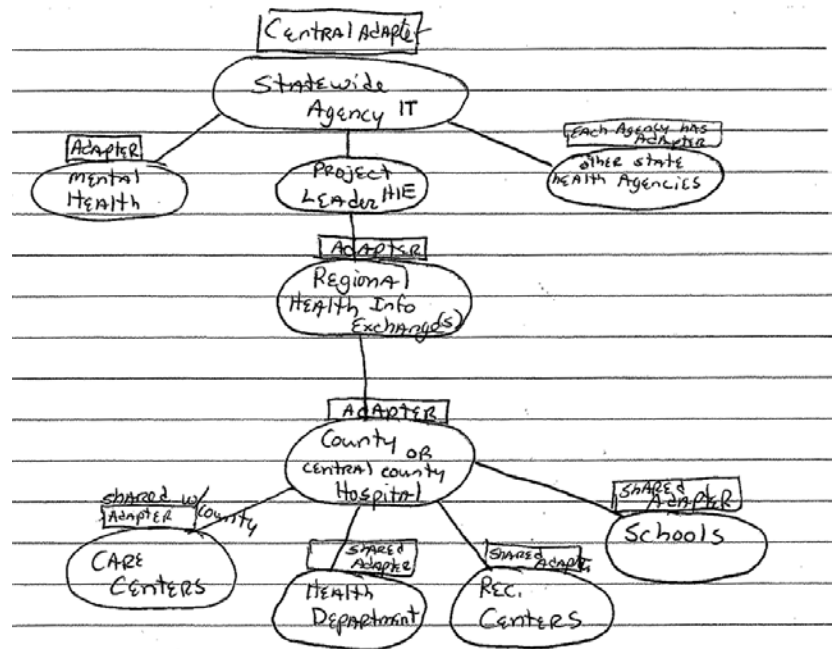 Central Adapter
Statewide
Agency IT
Adapter
Mental
Health
Project
Leader HIE
Each Agency has
Adapter
other state
health Agencies
Adapter
Regional
Health Info
Exchange(s)
Adapter
County
OR
central county
Hospital
shared w/
county
Adapter
Care
Centers
shared
Adapter
Health
Department
shared
Adapter
Rec.
Centers
shared
Adapter
Schools